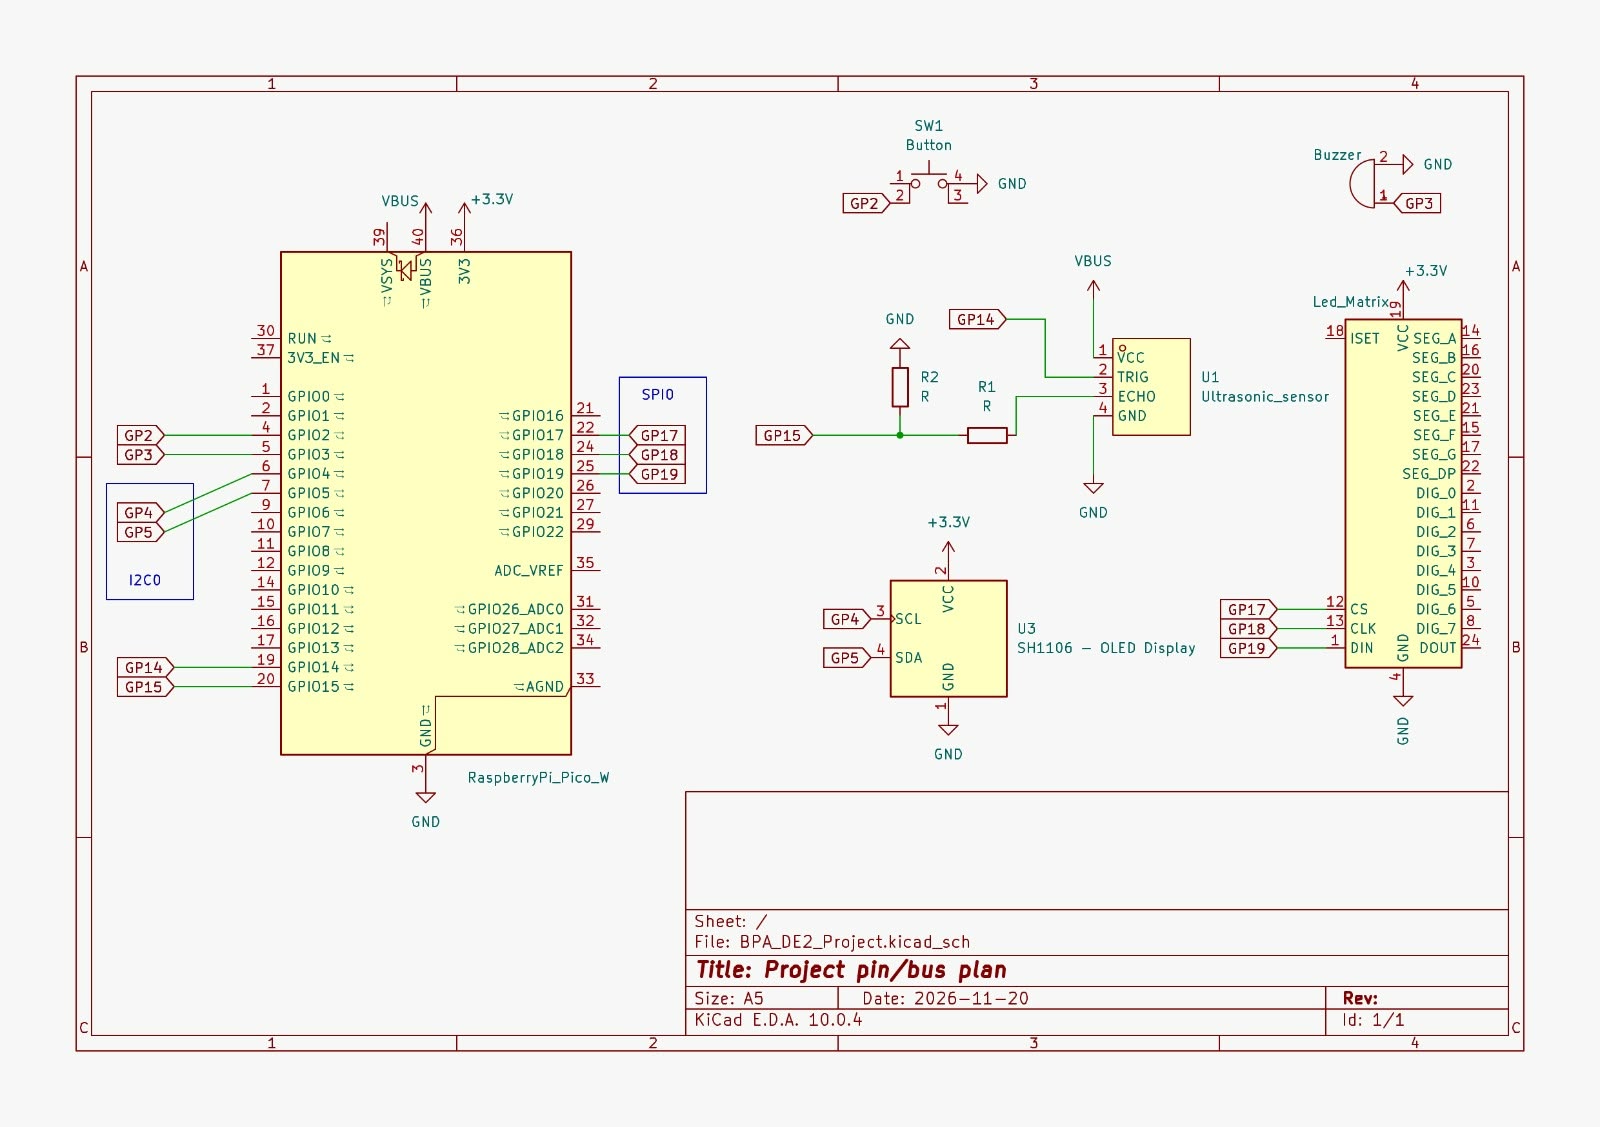 1 2 3 4
A A
B B
C C
SW1
Button
1 4
2 3
GP2
GND
Buzzer
2 GND
1 GP3
VBUS +3.3V
39 40 36
VSYS VBUS 3V3
30 RUN
37 3V3_EN
1 GPIO0
2 GPIO1
GP2 4 GPIO2
GP3 5 GPIO3
6 GPIO4
7 GPIO5
GP4
GP5
I2C0
9 GPIO6
10 GPIO7
11 GPIO8
12 GPIO9
14 GPIO10
15 GPIO11
16 GPIO12
17 GPIO13
GP14 19 GPIO14
GP15 20 GPIO15
SPI0
GPIO16 21
GPIO17 22 GP17
GPIO18 24 GP18
GPIO19 25 GP19
GPIO20 26
GPIO21 27
GPIO22 29
ADC_VREF 35
GPIO26_ADC0 31
GPIO27_ADC1 32
GPIO28_ADC2 34
AGND 33
GND
3
GND
RaspberryPi_Pico_W
VBUS
GP14
GND
R2
R
R1
R
GP15
1 VCC
2 TRIG
3 ECHO
4 GND
U1
Ultrasonic_sensor
GND
+3.3V
2
VCC
GP4 3 SCL
GP5 4 SDA
GND
1
GND
U3
SH1106 – OLED Display
+3.3V
Led_Matrix
19
VCC
18 ISET
SEG_A 14
SEG_B 16
SEG_C 20
SEG_D 23
SEG_E 21
SEG_F 15
SEG_G 17
SEG_DP 22
DIG_0 2
DIG_1 11
DIG_2 6
DIG_3 7
DIG_4 3
DIG_5 10
DIG_6 5
DIG_7 8
DOUT 24
GP17 12 CS
GP18 13 CLK
GP19 1 DIN
GND
4
GND
Sheet: /
File: BPA_DE2_Project.kicad_sch
Title: Project pin/bus plan
Size: A5 Date: 2026-11-20 Rev:
KiCad E.D.A. 10.0.4 Id: 1/1
1 2 3 4